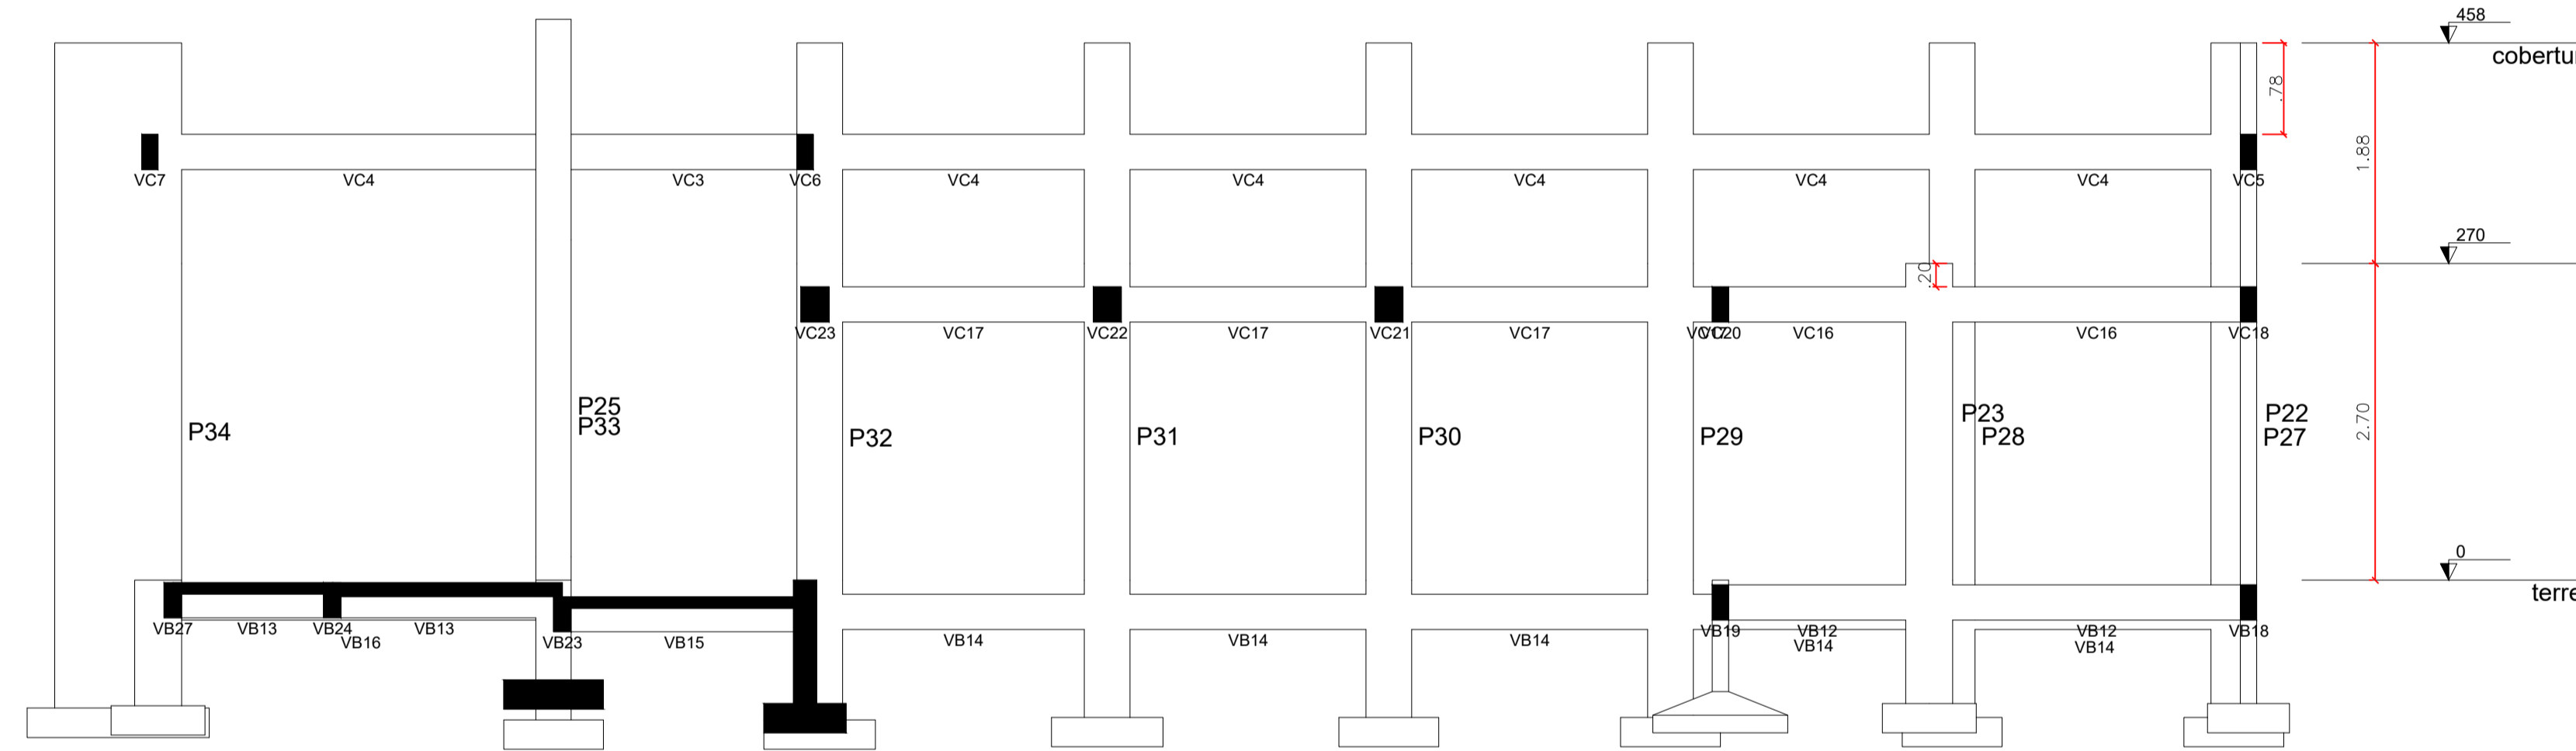 458
cobertur
.78
1.88
VC7
VC4
VC3
VC6
VC4
VC4
VC4
VC4
VC4
VC5
270
.20
VC23
VC17
VC22
VC17
VC21
VC17
VC20
VC16
VC16
VC18
P34
P25
P33
P32
P31
P30
P29
P23
P28
P22
P27
2.70
0
terre
VB27
VB13
VB24
VB13
VB16
VB23
VB15
VB14
VB14
VB14
VB19
VB12
VB14
VB12
VB14
VB18